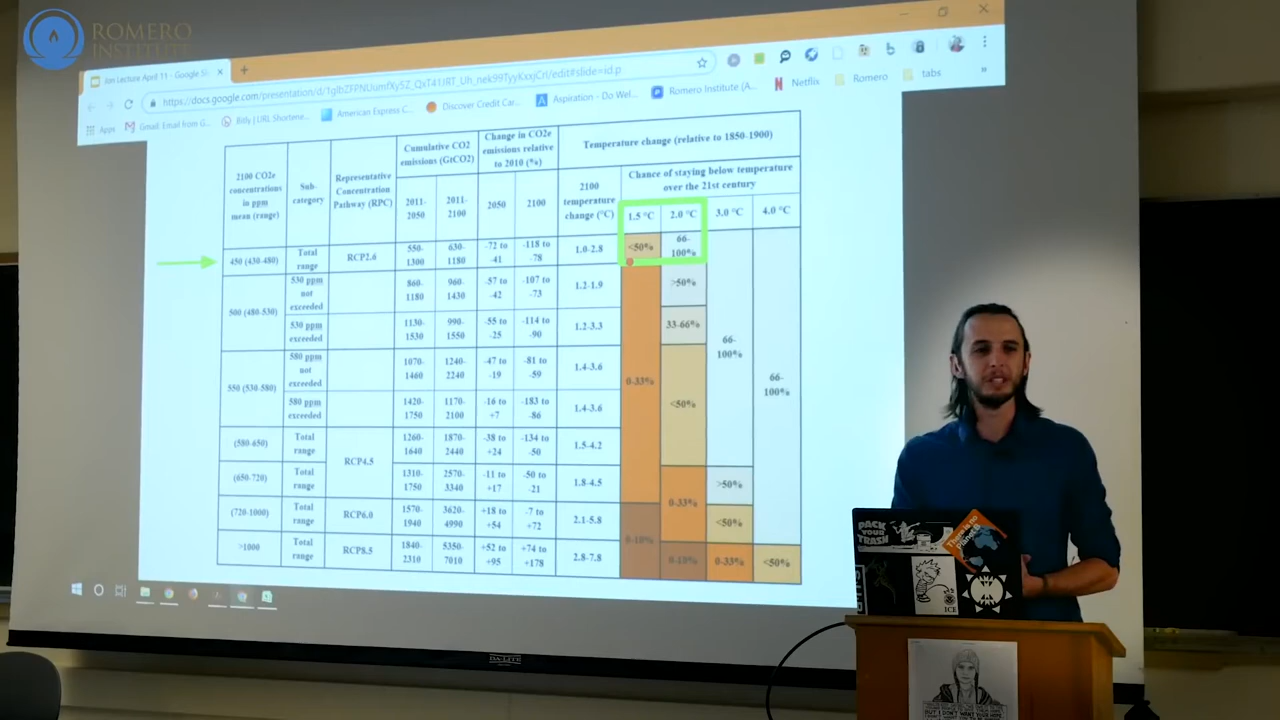 ROMERO
INSTITUTE
Jon Lecture April 11 - Google Sl
Apps
Gmail: Email from G...
Bitly | URL Shortene...
American Express C...
Discover Credit Car...
Aspiration - Do Wel...
Romero Institute (A...
Netflix
Romero
tabs
2100 CO2e
concentrations
in ppm
mean (range)
Sub-
category
Representative
Concentration
Pathway (RPC)
Cumulative CO2
emissions (GtCO2)
2011-
2050
2011-
2100
Change in CO2e
emissions relative
to 2010 (%)
2050
2100
Temperature change (relative to 1850-1900)
2100
temperature
change (°C)
Chance of staying below temperature
over the 21st century
1.5 °C
2.0 °C
3.0 °C
4.0 °C
450 (430-480)
Total
range
RCP2.6
550-
1300
630-
1180
-72 to
-41
-118 to
-78
1.0-2.8
<50%
66-
100%
500 (480-530)
530 ppm
not
exceeded
860-
1180
960-
1430
-57 to
-42
-107 to
-73
1.2-1.9
>50%
530 ppm
exceeded
1130-
1530
990-
1550
-55 to
-25
-114 to
-90
1.2-3.3
33-66%
66-
100%
550 (530-580)
580 ppm
not
exceeded
1070-
1460
1240-
2240
-47 to
-19
-81 to
-59
1.4-3.6
0-33%
<50%
66-
100%
580 ppm
exceeded
1420-
1750
1170-
2100
-16 to
+7
-183 to
-86
1.4-3.6
(580-650)
Total
range
RCP4.5
1260-
1640
1870-
2440
-38 to
+24
-134 to
-50
1.5-4.2
(650-720)
Total
range
1310-
1750
2570-
3340
-11 to
+17
-50 to
-21
1.8-4.5
0-33%
>50%
(720-1000)
Total
range
RCP6.0
1570-
1940
3620-
4990
+18 to
+54
-7 to
+72
2.1-5.8
<50%
>1000
Total
range
RCP8.5
1840-
2310
5350-
7010
+52 to
+95
+74 to
+178
2.8-7.8
0-33%
<50%
PACK
YOUR
TRASH
There is no
Planet B
ICE
DA-LITE